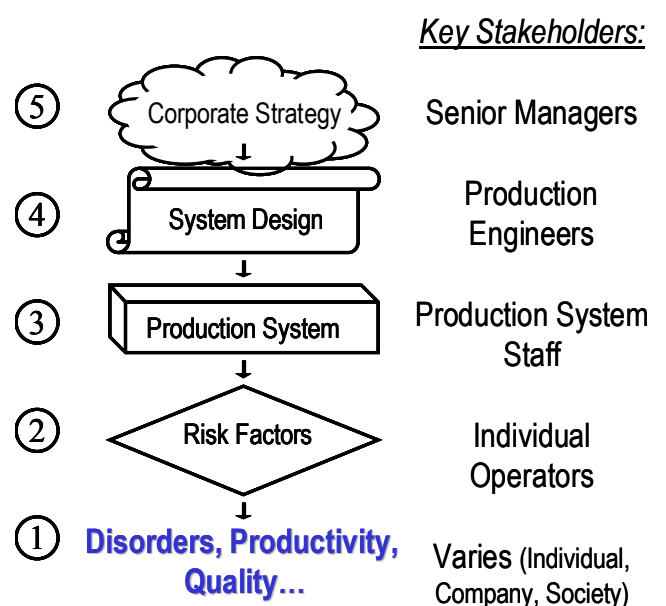 Key Stakeholders:
5
Corporate Strategy
Senior Managers
4
System Design
Production
Engineers
3
Production System
Production System
Staff
2
Risk Factors
Individual
Operators
1
Disorders, Productivity,
Quality…
Varies (Individual,
Company, Society)